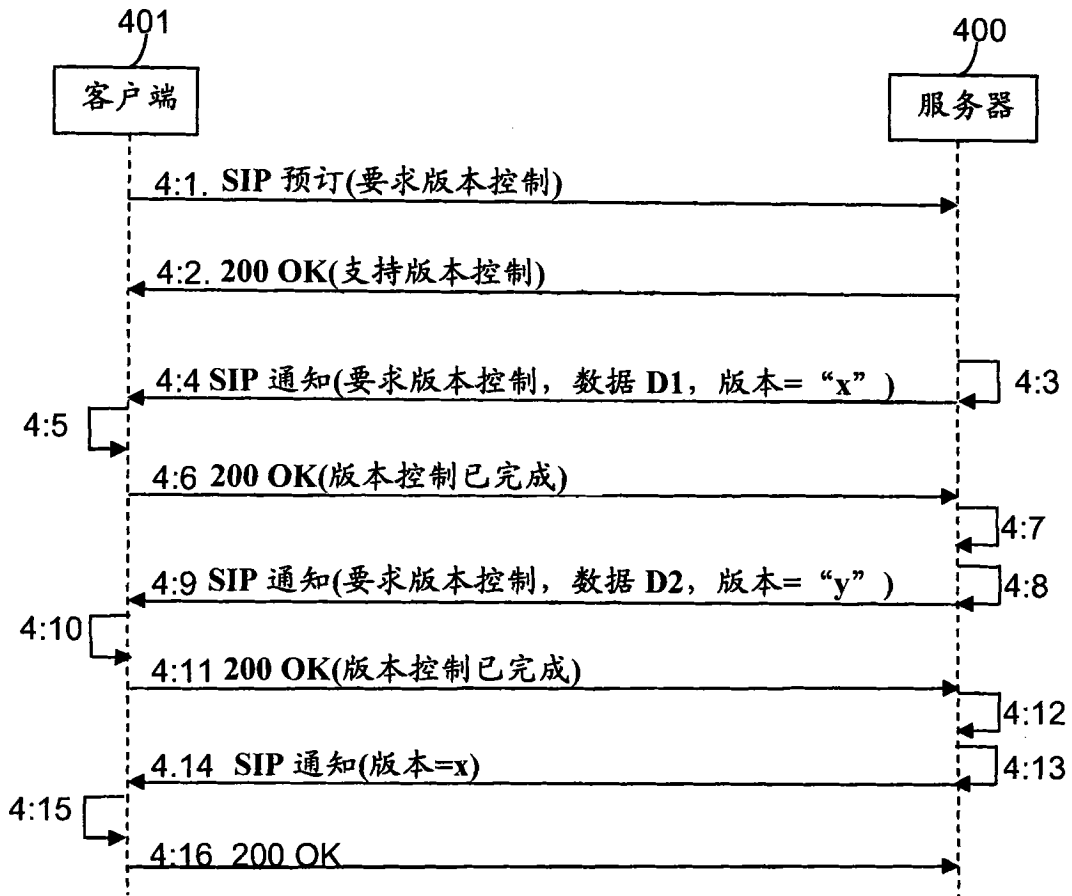 401
400
客户端
服务器
4:1. SIP 预订(要求版本控制)
4:2. 200 OK(支持版本控制)
4:3
4:4 SIP 通知(要求版本控制，数据 D1，版本= “x” )
4:5
4:6 200 OK(版本控制已完成)
4:7
4:8
4:9 SIP 通知(要求版本控制，数据 D2，版本= “y” )
4:10
4:11 200 OK(版本控制已完成)
4:12
4:13
4.14 SIP 通知(版本=x)
4:15
4:16 200 OK